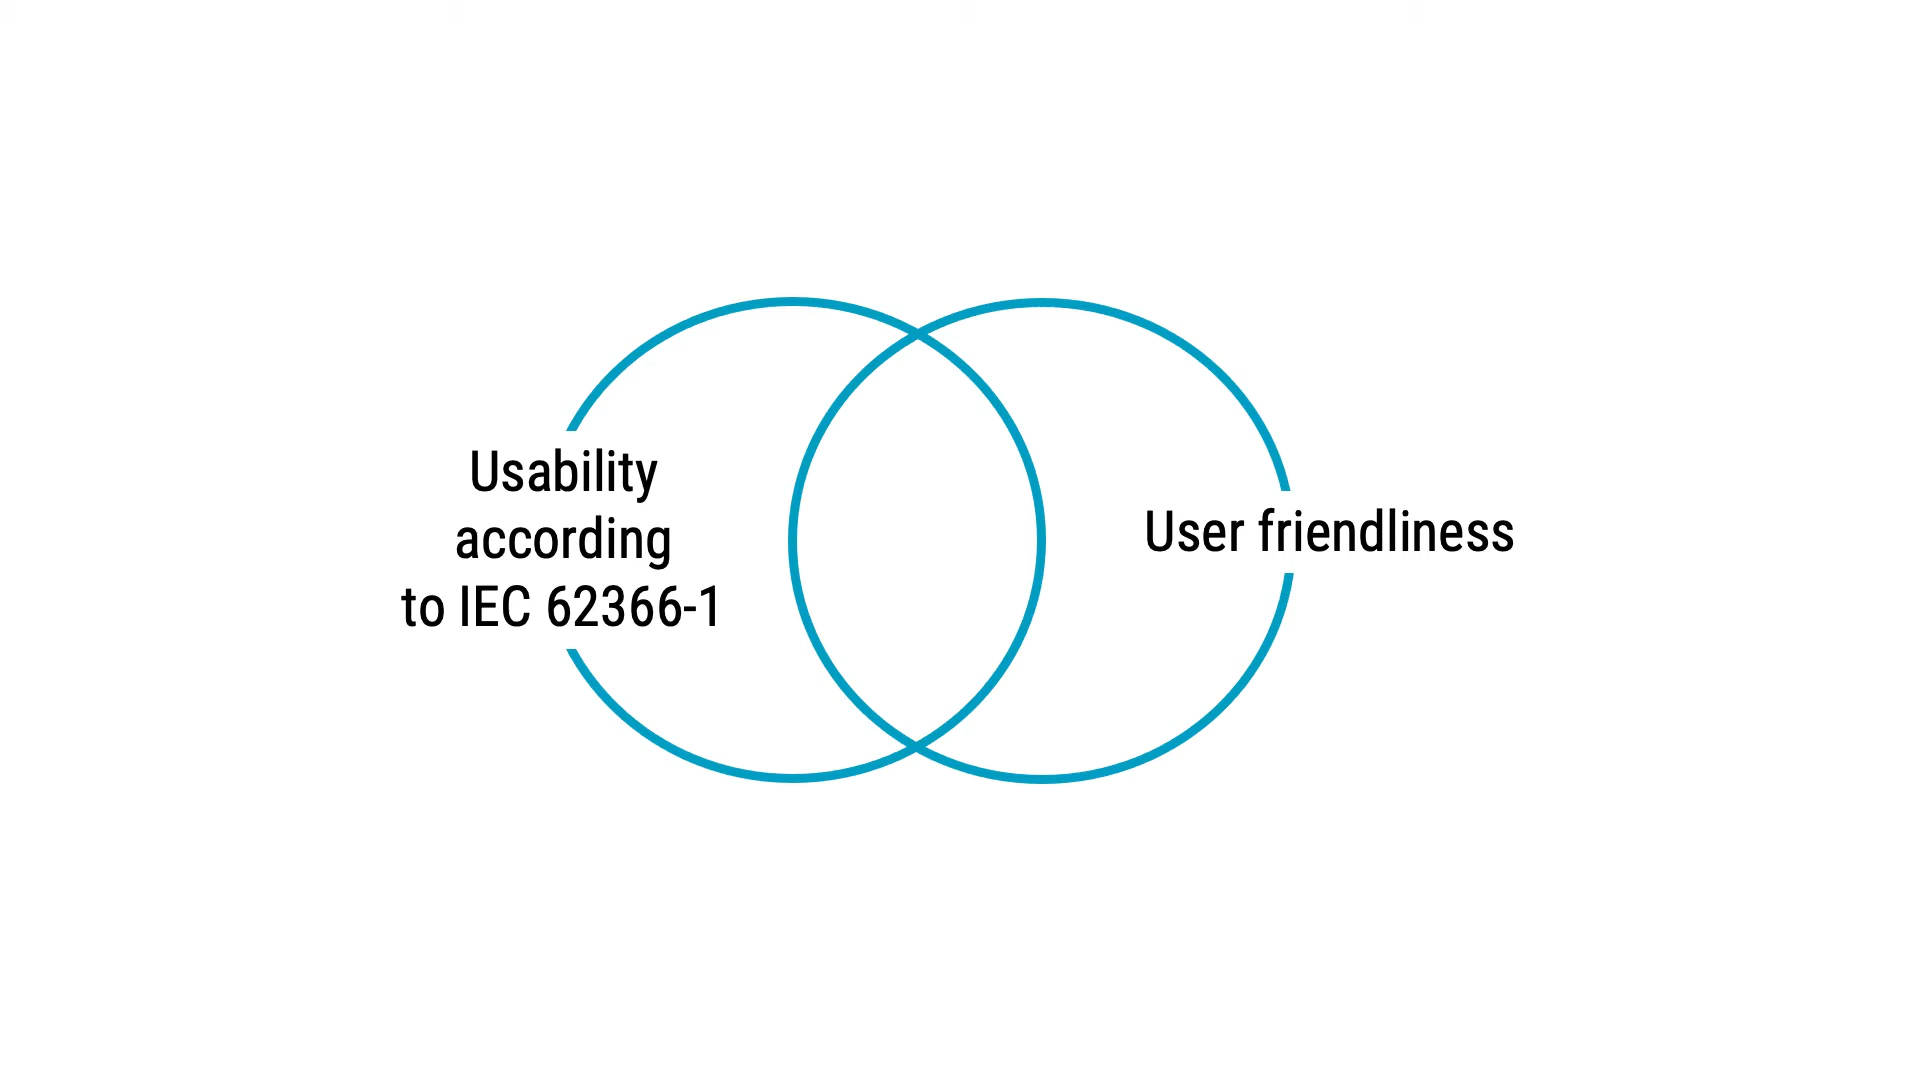 Usability
according
to IEC 62366-1
User friendliness